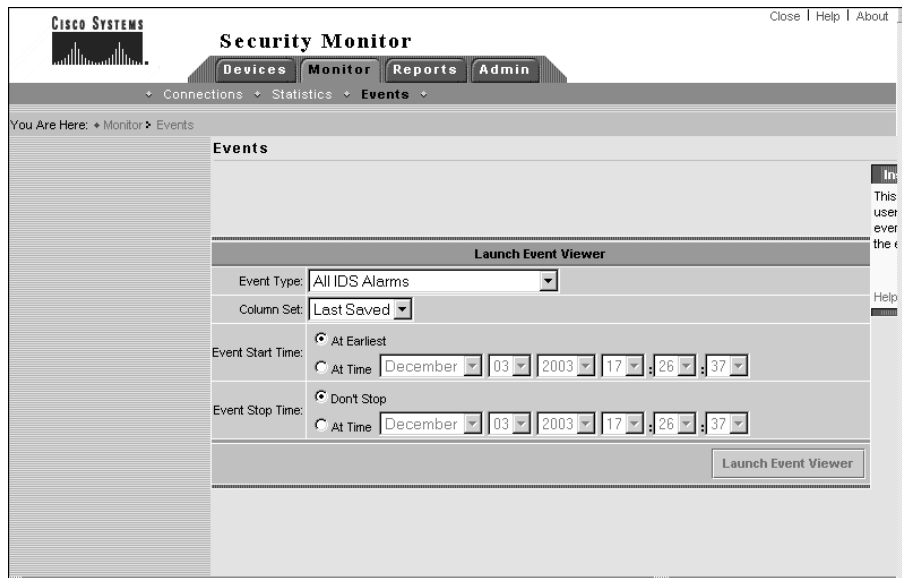 Close | Help | About
CISCO SYSTEMS
Security Monitor
Devices Monitor Reports Admin
Connections Statistics Events
You Are Here: Monitor > Events
Events
This
user
the
Launch Event Viewer
Event Type: All IDS Alarms
Column Set: Last Saved
Help
Event Start Time: At Earliest
At Time December 03 2003 17 : 26 : 37
Event Stop Time: Don't Stop
At Time December 03 2003 17 : 26 : 37
Launch Event Viewer